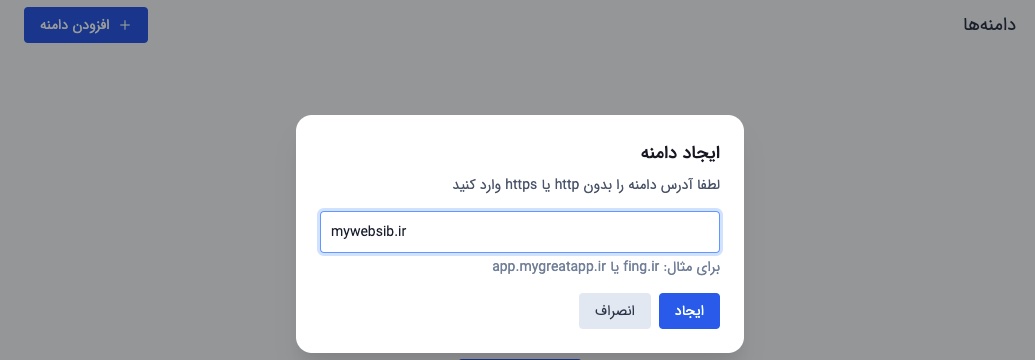 دامنه‌ها
+ افزودن دامنه
ایجاد دامنه
لطفا آدرس دامنه را بدون http یا https وارد کنید
mywebsib.ir
برای مثال: fing.ir یا app.mygreatapp.ir
ایجاد
انصراف